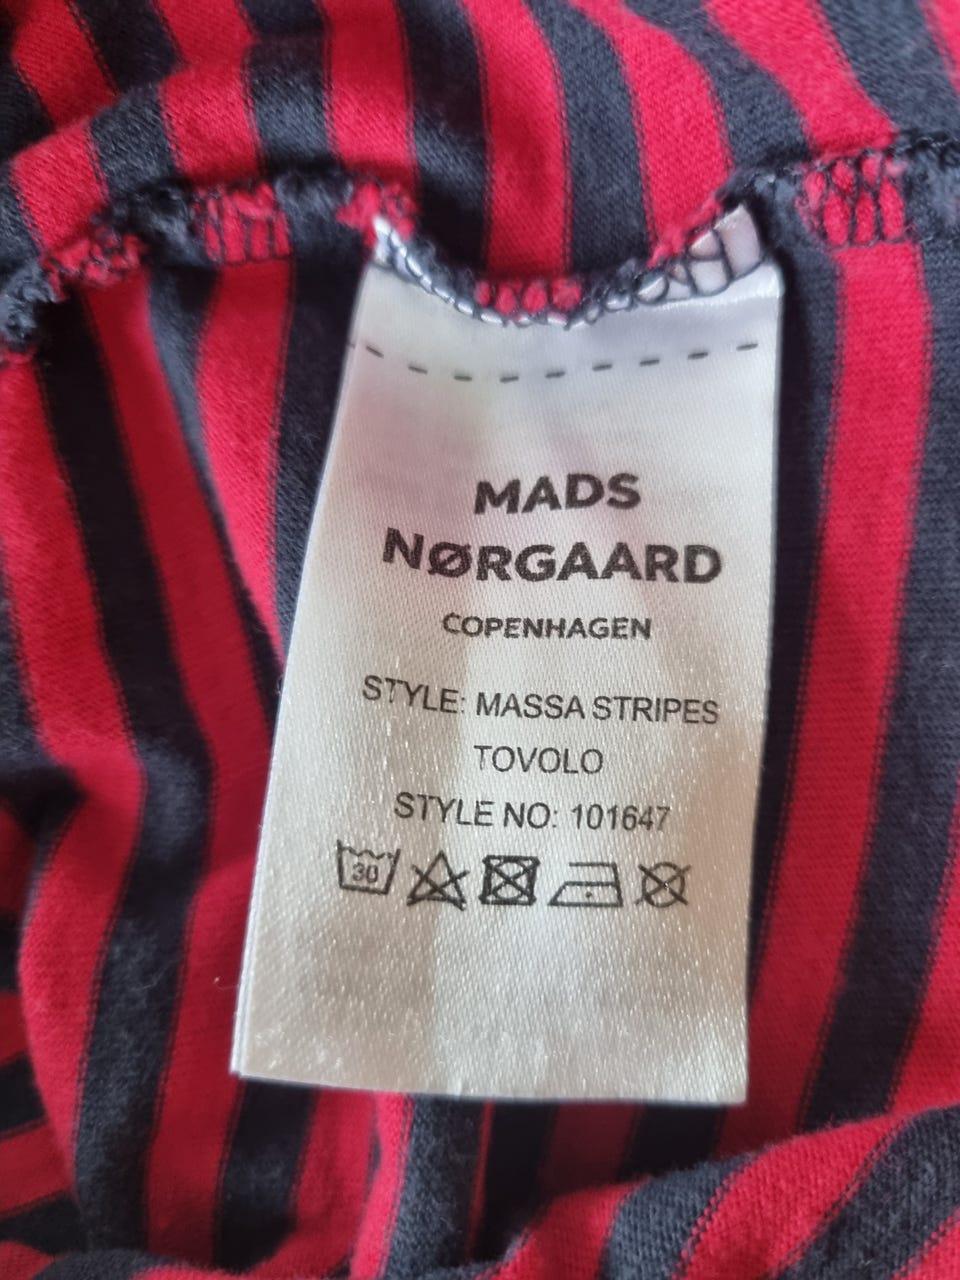 MADS
NØRGAARD
COPENHAGEN
STYLE: MASSA STRIPES
TOVOLO
STYLE NO: 101647
30